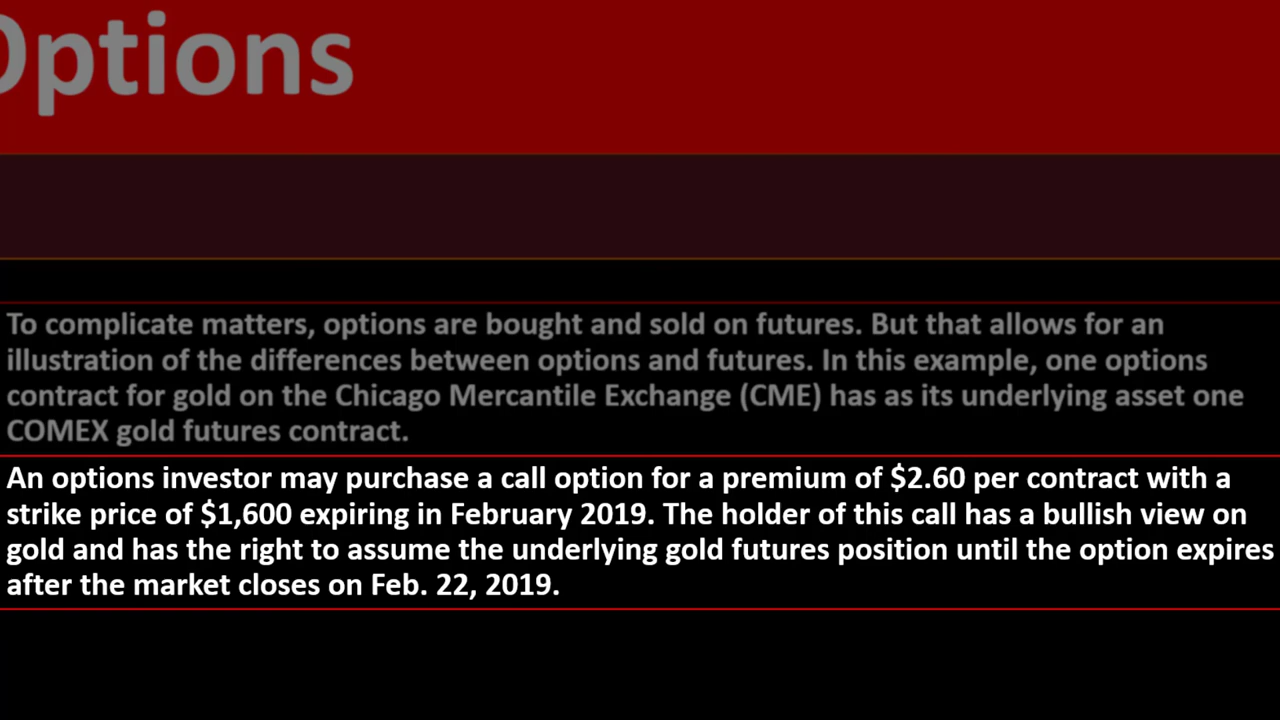 Options
To complicate matters, options are bought and sold on futures. But that allows for an
illustration of the differences between options and futures. In this example, one options
contract for gold on the Chicago Mercantile Exchange (CME) has as its underlying asset one
COMEX gold futures contract.
An options investor may purchase a call option for a premium of $2.60 per contract with a
strike price of $1,600 expiring in February 2019. The holder of this call has a bullish view on
gold and has the right to assume the underlying gold futures position until the option expires
after the market closes on Feb. 22, 2019.